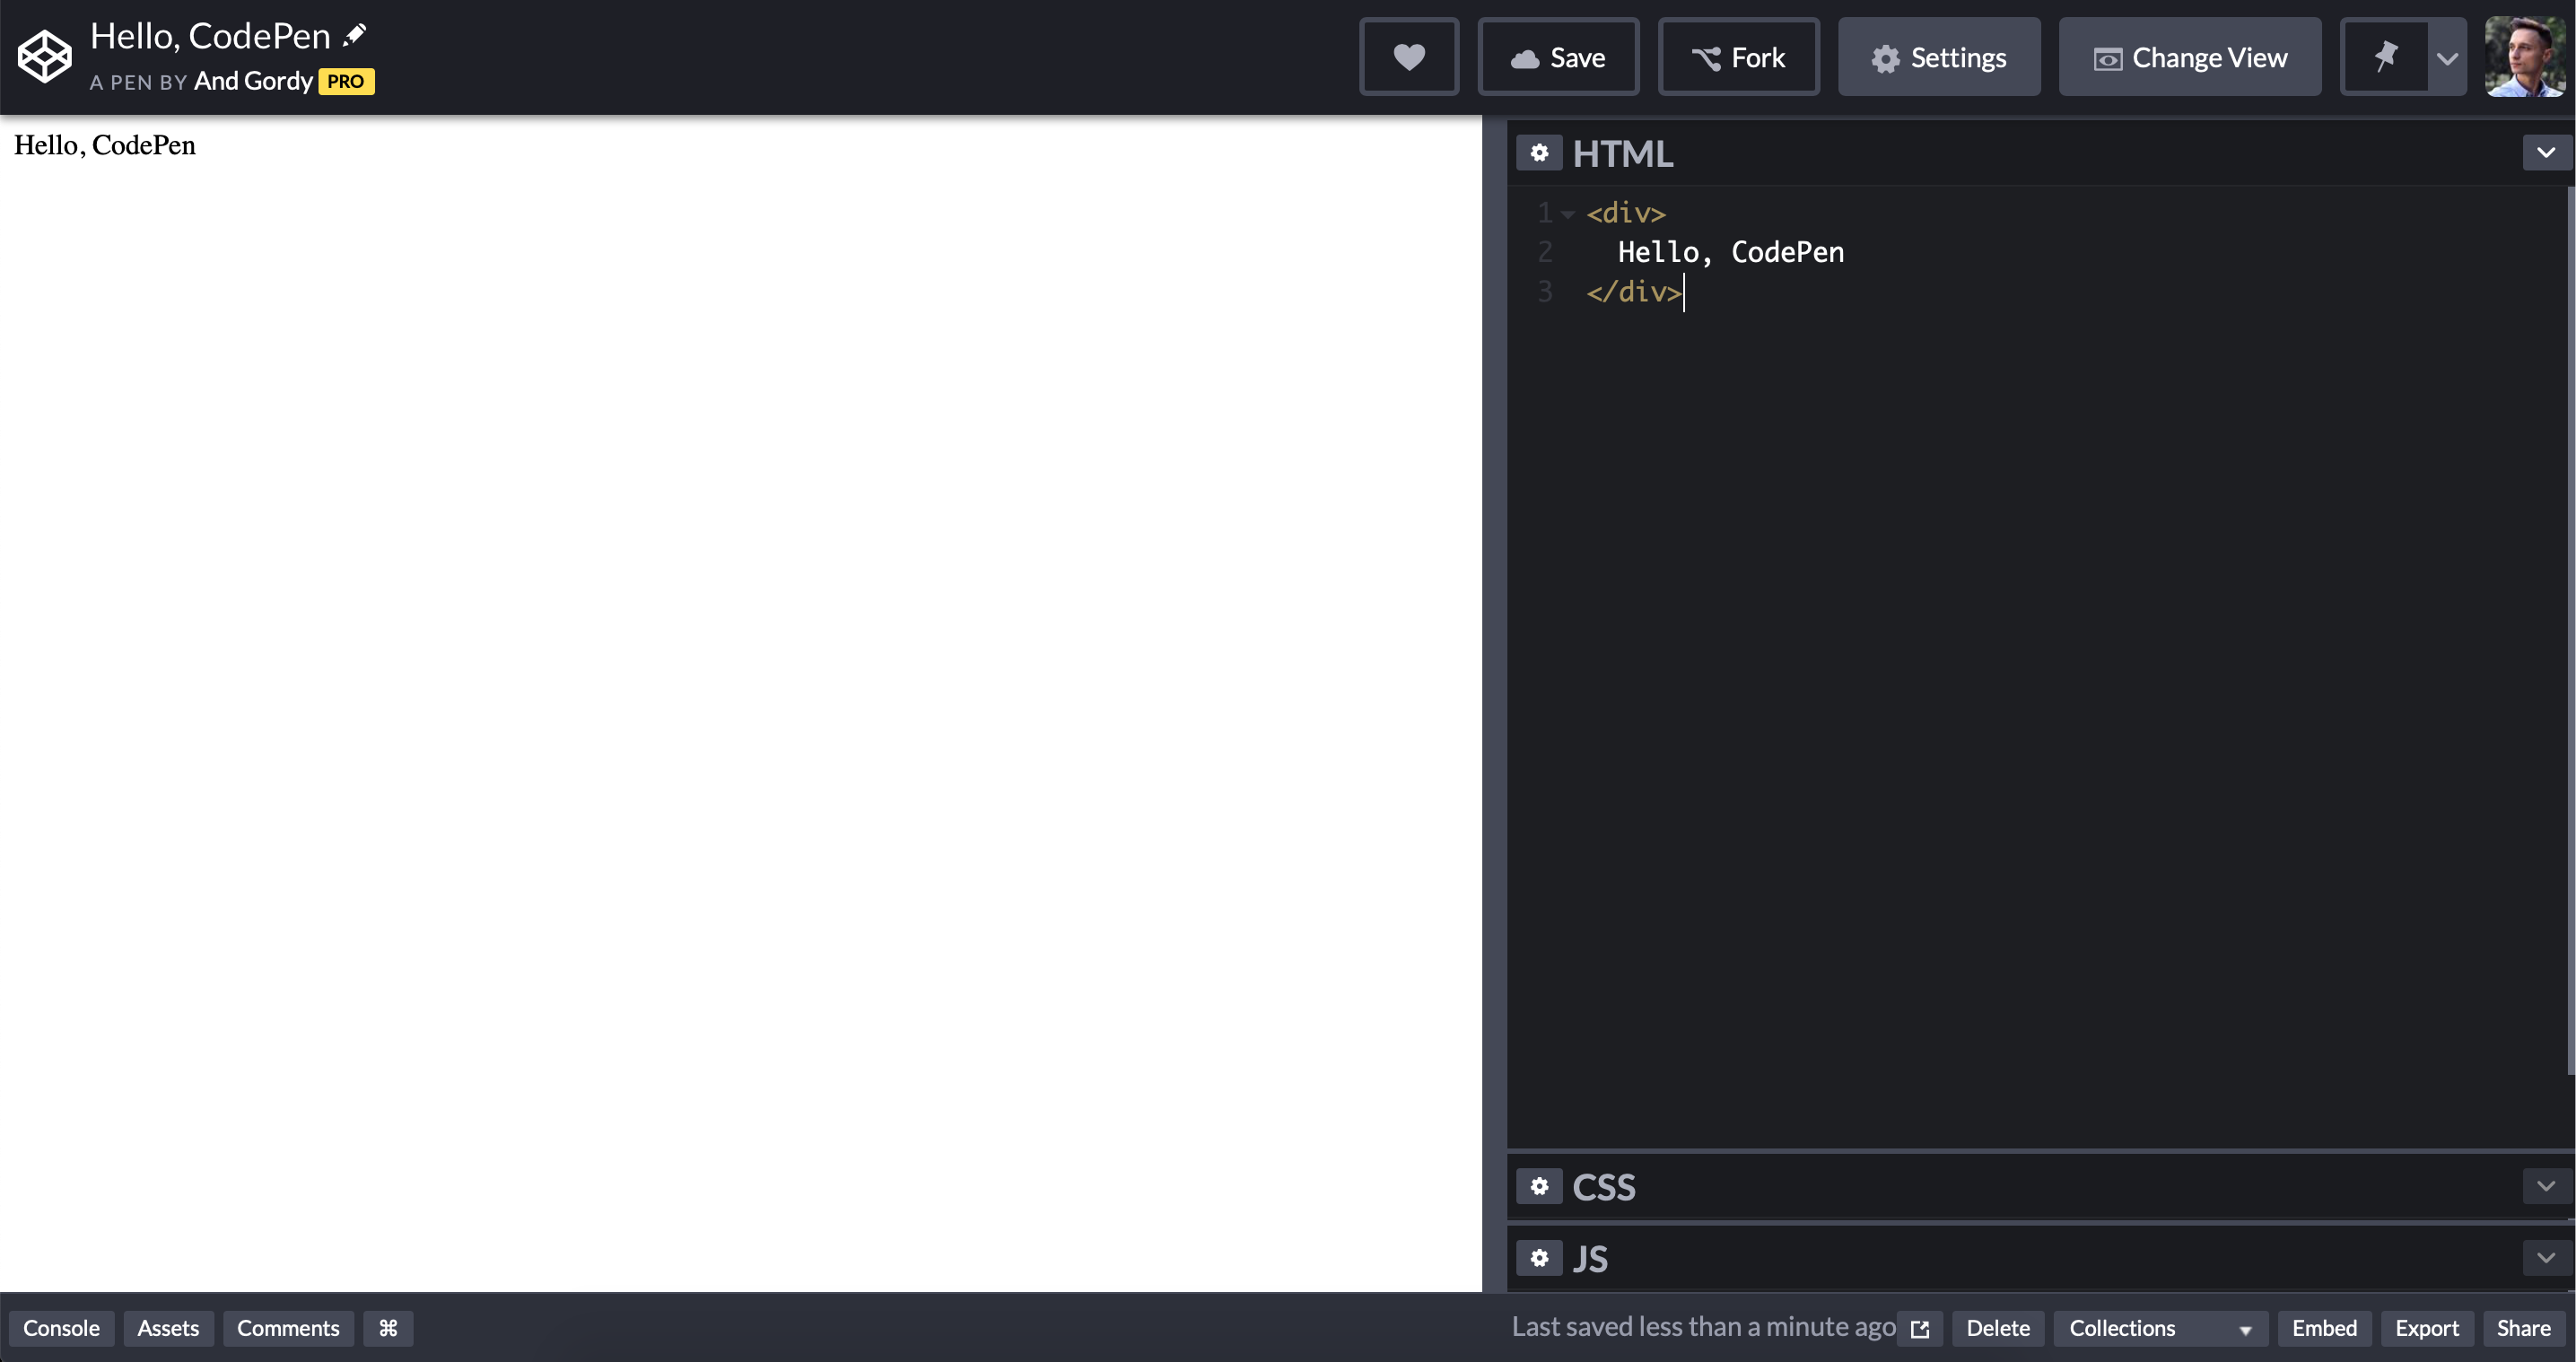 Hello, CodePen
A PEN BY And Gordy PRO
Save
Fork
Settings
Change View
Hello, CodePen
HTML
1 <div>
2 Hello, CodePen
3 </div>
CSS
JS
Console
Assets
Comments
⌘
Last saved less than a minute ago
Delete
Collections
Embed
Export
Share